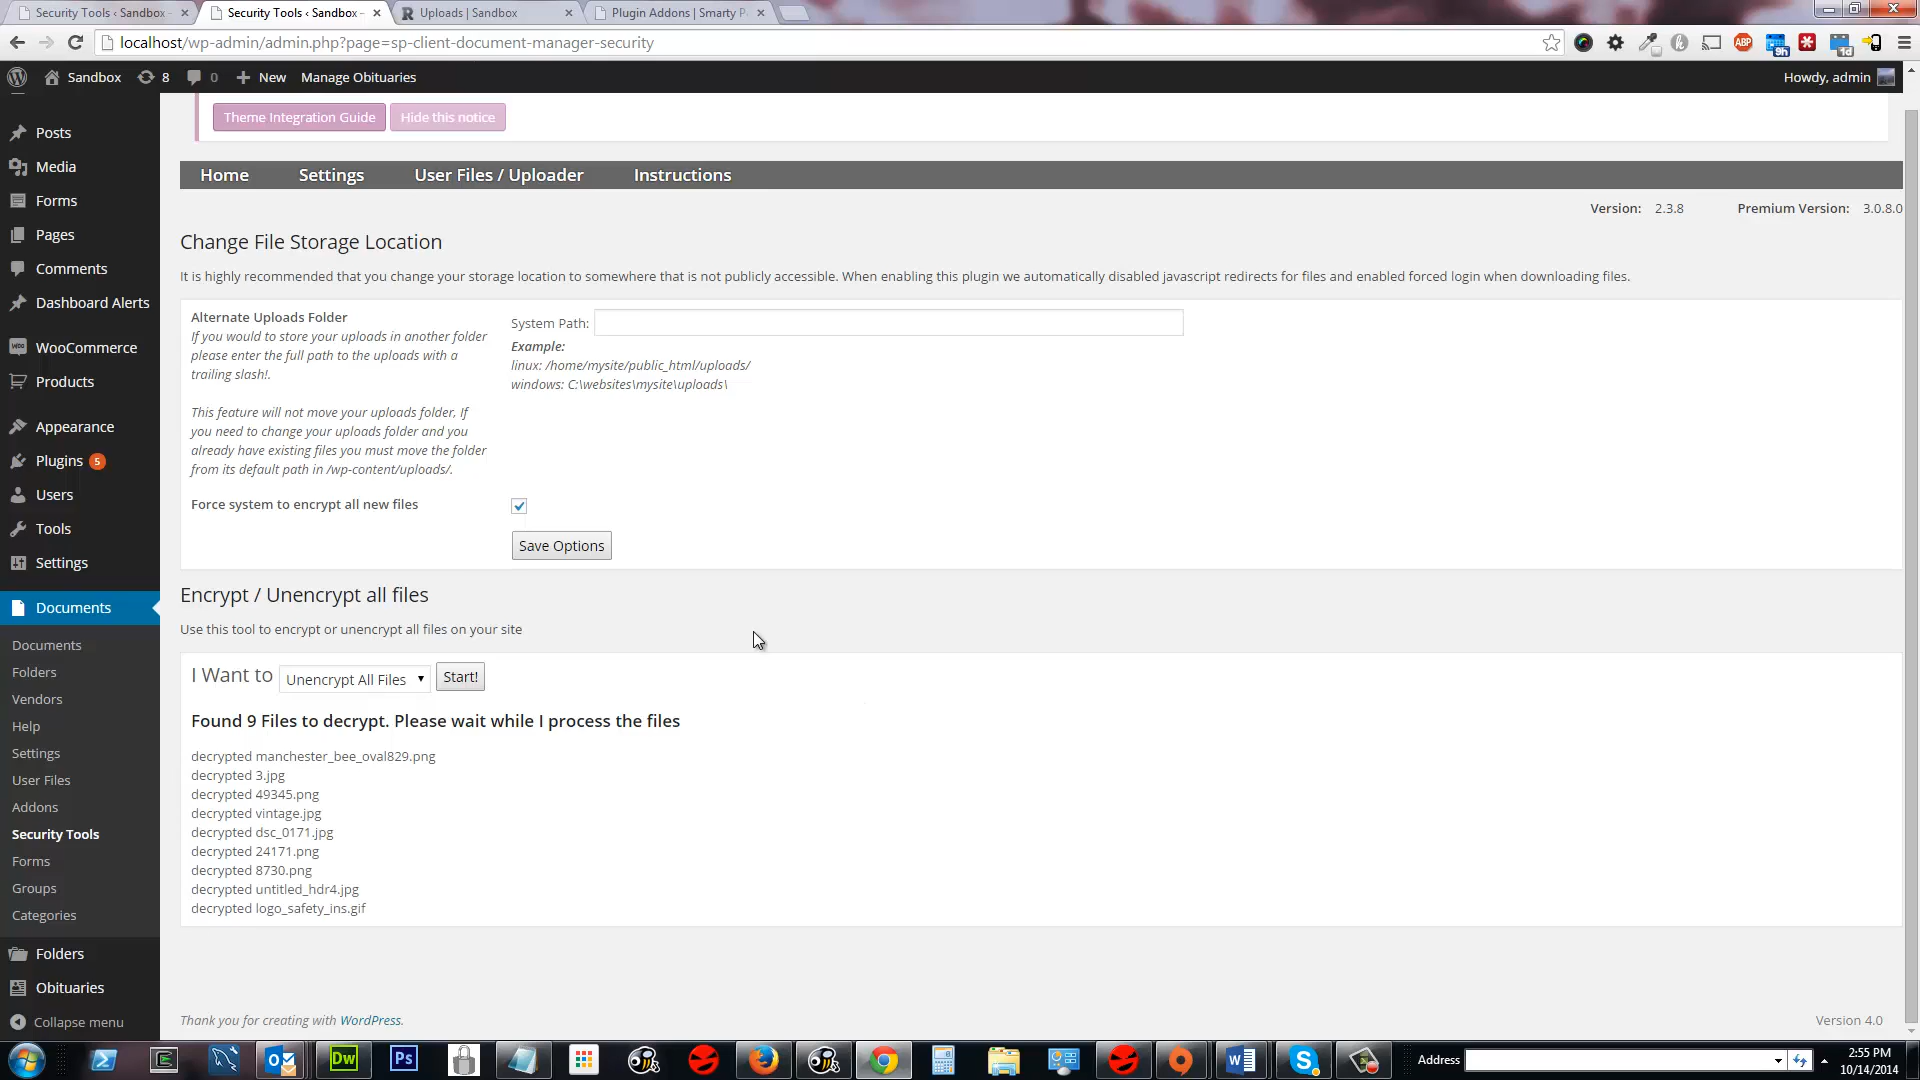 Security Tools ‹ Sandbox –
Security Tools ‹ Sandbox –
Uploads | Sandbox
Plugin Addons | Smarty P
localhost/wp-admin/admin.php?page=sp-client-document-manager-security
ABP
9h
1d
Sandbox
8
0
New
Manage Obituaries
Howdy, admin
Posts
Media
Forms
Pages
Comments
Dashboard Alerts
WooCommerce
Products
Appearance
Plugins 5
Users
Tools
Settings
Documents
Documents
Folders
Vendors
Help
Settings
User Files
Addons
Security Tools
Forms
Groups
Categories
Folders
Obituaries
Collapse menu
Theme Integration Guide
Hide this notice
Home
Settings
User Files / Uploader
Instructions
Version: 2.3.8
Premium Version: 3.0.8.0
Change File Storage Location
It is highly recommended that you change your storage location to somewhere that is not publicly accessible. When enabling this plugin we automatically disabled javascript redirects for files and enabled forced login when downloading files.
Alternate Uploads Folder
If you would to store your uploads in another folder
please enter the full path to the uploads with a
trailing slash!.
This feature will not move your uploads folder, If
you need to change your uploads folder and you
already have existing files you must move the folder
from its default path in /wp-content/uploads/.
System Path:
Example:
linux: /home/mysite/public_html/uploads/
windows: C:\websites\mysite\uploads\
Force system to encrypt all new files
Save Options
Encrypt / Unencrypt all files
Use this tool to encrypt or unencrypt all files on your site
I Want to
Unencrypt All Files
Start!
Found 9 Files to decrypt. Please wait while I process the files
decrypted manchester_bee_oval829.png
decrypted 3.jpg
decrypted 49345.png
decrypted vintage.jpg
decrypted dsc_0171.jpg
decrypted 24171.png
decrypted 8730.png
decrypted untitled_hdr4.jpg
decrypted logo_safety_ins.gif
Thank you for creating with WordPress.
Version 4.0
Dw
Ps
Address
2:55 PM
10/14/2014